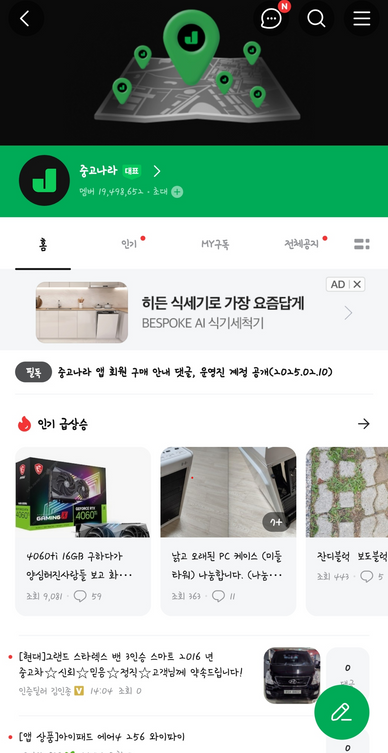 N
중고나라 대표
멤버 19,498,652 · 초대
홈
인기
MY구독
전체공지
AD
히든 식세기로 가장 요즘답게
BESPOKE AI 식기세척기
필독 중고나라 앱 회원 구매 안내 댓글, 운영진 계정 공개(2025.02.10)
인기 급상승
4060ti 16GB 구하다가
양심터진사람들 보고 화···
조회 9,081 · 59
7+
낡고 오래된 PC 케이스 (미들
타워) 나눔합니다. (나눔···
조회 363 · 11
잔디블럭 보도블럭
조회 443 · 5
[현대]그랜드 스타렉스 밴 3인승 스마트 2016 년
중고차☆신뢰☆믿음☆정직☆고객님께 약속드립니다!
인증딜러 김인종 14:04 조회 0
0
댓글
[앱 상품]아이패드 에어4 256 와이파이
0